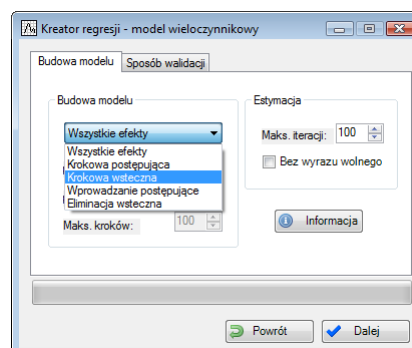 Kreator regresji - model wieloczynnikowy
Budowa modelu Sposób walidacji
Budowa modelu
Wszystkie efekty
Wszystkie efekty
Krokowa postępująca
Krokowa wsteczna
Wprowadzanie postępujące
Eliminacja wsteczna
Maks. kroków: 100
Estymacja
Maks. iteracji: 100
Bez wyrazu wolnego
Informacja
Powrót Dalej